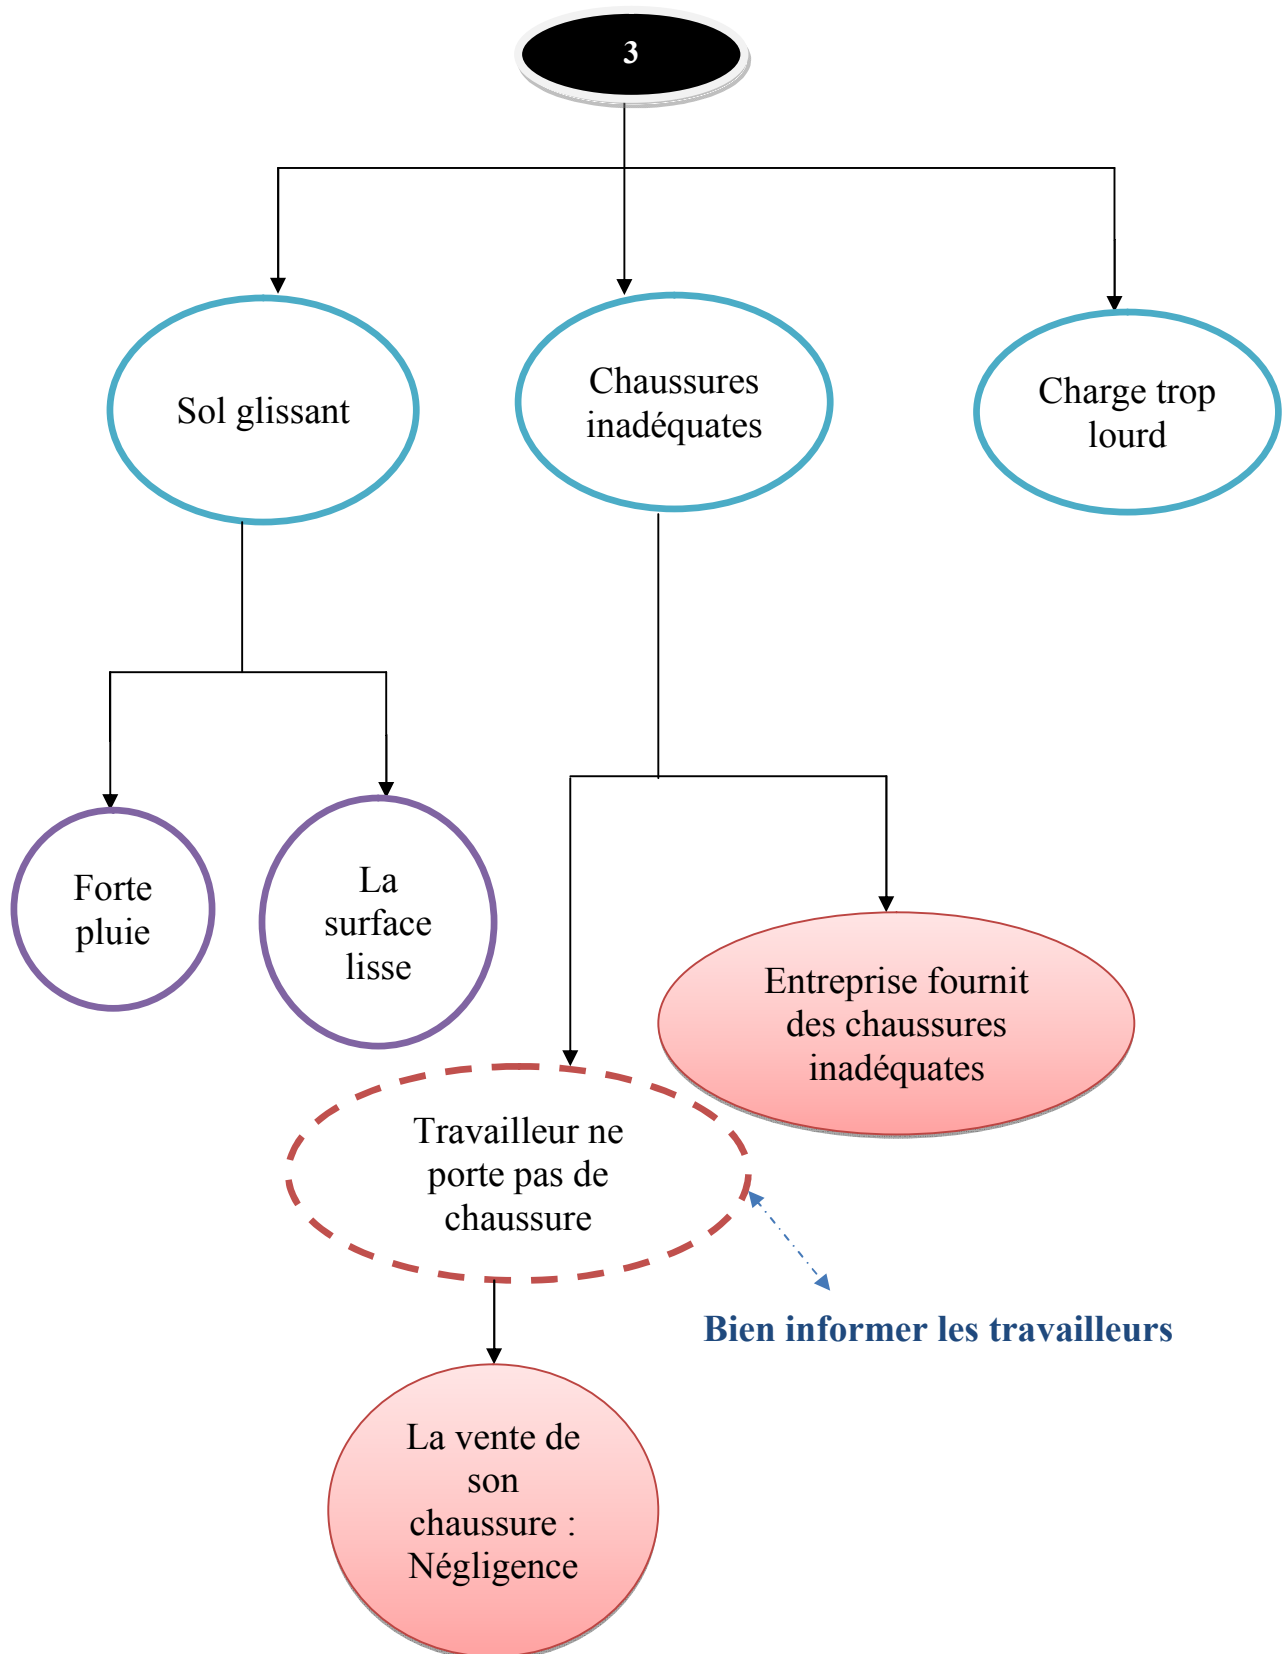 3
Sol glissant
Chaussures
inadéquates
Charge trop
lourd
Forte
pluie
La
surface
lisse
Entreprise fournit
des chaussures
inadéquates
Travailleur ne
porte pas de
chaussure
Bien informer les travailleurs
La vente de
son
chaussure :
Négligence